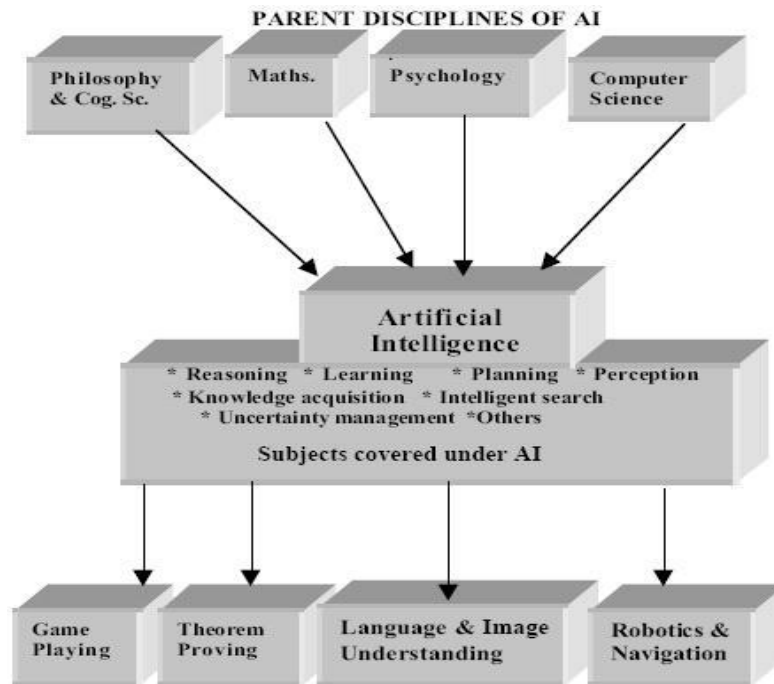 PARENT DISCIPLINES OF AI
Philosophy
& Cog. Sc.
Maths.
Psychology
Computer
Science
Artificial
Intelligence
* Reasoning * Learning * Planning * Perception
* Knowledge acquisition * Intelligent search
* Uncertainty management *Others
Subjects covered under AI
Game
Playing
Theorem
Proving
Language & Image
Understanding
Robotics &
Navigation